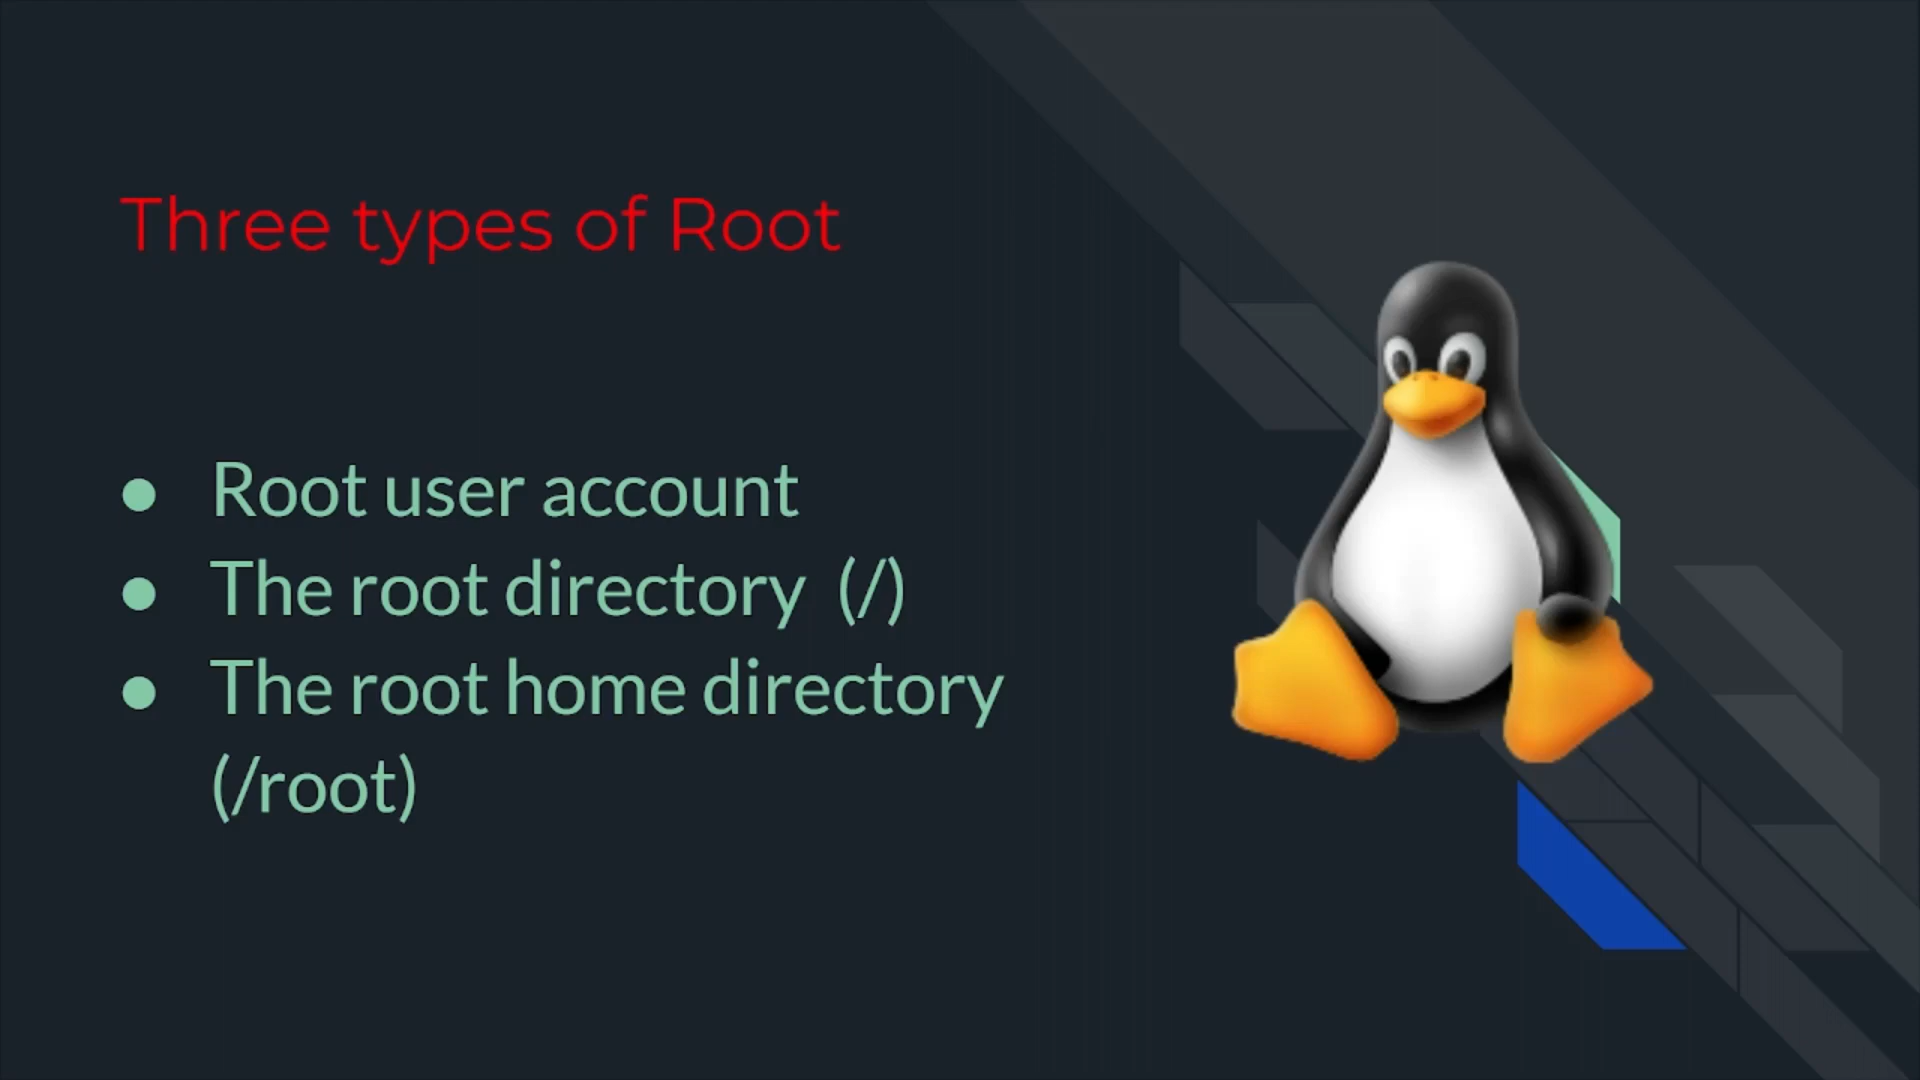 Three types of Root
● Root user account
● The root directory (/)
● The root home directory
(/root)